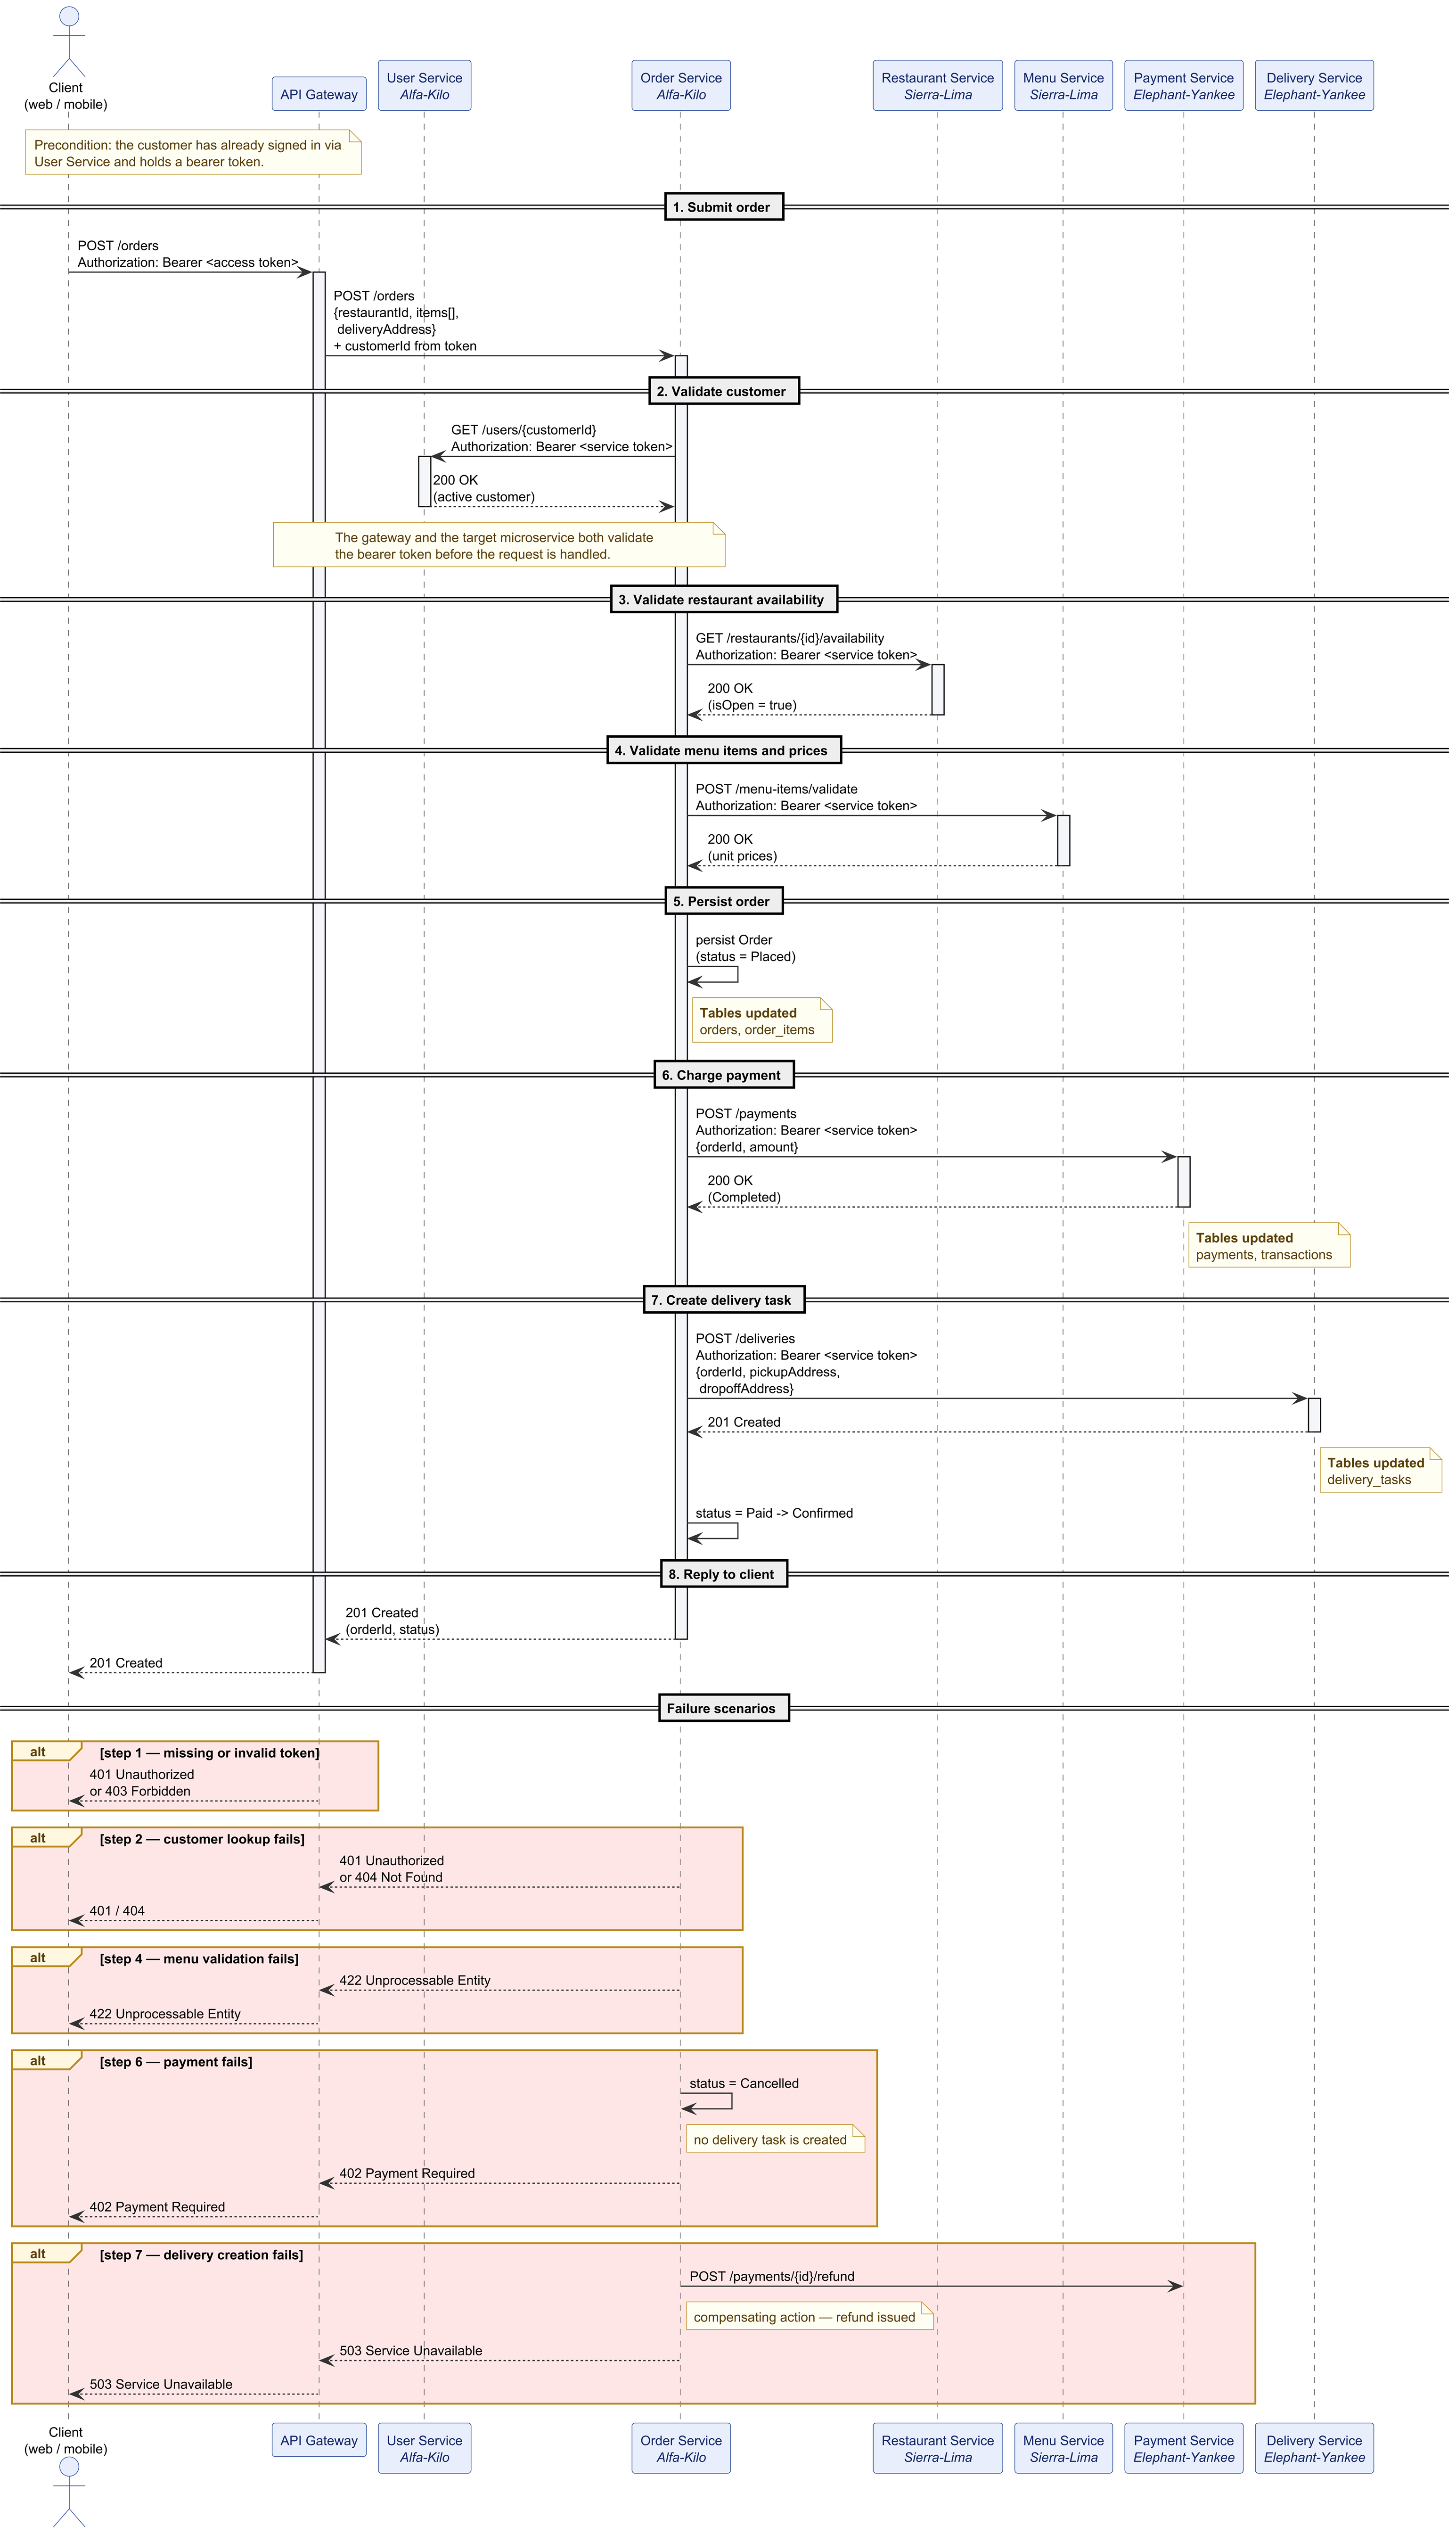 Client
(web / mobile)
API Gateway
User Service
Alfa-Kilo
Order Service
Alfa-Kilo
Restaurant Service
Sierra-Lima
Menu Service
Sierra-Lima
Payment Service
Elephant-Yankee
Delivery Service
Elephant-Yankee
Precondition: the customer has already signed in via
User Service and holds a bearer token.
1. Submit order
POST /orders
Authorization: Bearer <access token>
POST /orders
{restaurantId, items[],
deliveryAddress}
+ customerId from token
2. Validate customer
GET /users/{customerId}
Authorization: Bearer <service token>
200 OK
(active customer)
The gateway and the target microservice both validate
the bearer token before the request is handled.
3. Validate restaurant availability
GET /restaurants/{id}/availability
Authorization: Bearer <service token>
200 OK
(isOpen = true)
4. Validate menu items and prices
POST /menu-items/validate
Authorization: Bearer <service token>
200 OK
(unit prices)
5. Persist order
persist Order
(status = Placed)
Tables updated
orders, order_items
6. Charge payment
POST /payments
Authorization: Bearer <service token>
{orderId, amount}
200 OK
(Completed)
Tables updated
payments, transactions
7. Create delivery task
POST /deliveries
Authorization: Bearer <service token>
{orderId, pickupAddress,
dropoffAddress}
201 Created
Tables updated
delivery_tasks
status = Paid -> Confirmed
8. Reply to client
201 Created
(orderId, status)
201 Created
Failure scenarios
alt
[step 1 — missing or invalid token]
401 Unauthorized
or 403 Forbidden
alt
[step 2 — customer lookup fails]
401 Unauthorized
or 404 Not Found
401 / 404
alt
[step 4 — menu validation fails]
422 Unprocessable Entity
422 Unprocessable Entity
alt
[step 6 — payment fails]
status = Cancelled
no delivery task is created
402 Payment Required
402 Payment Required
alt
[step 7 — delivery creation fails]
POST /payments/{id}/refund
compensating action — refund issued
503 Service Unavailable
503 Service Unavailable
Client
(web / mobile)
API Gateway
User Service
Alfa-Kilo
Order Service
Alfa-Kilo
Restaurant Service
Sierra-Lima
Menu Service
Sierra-Lima
Payment Service
Elephant-Yankee
Delivery Service
Elephant-Yankee